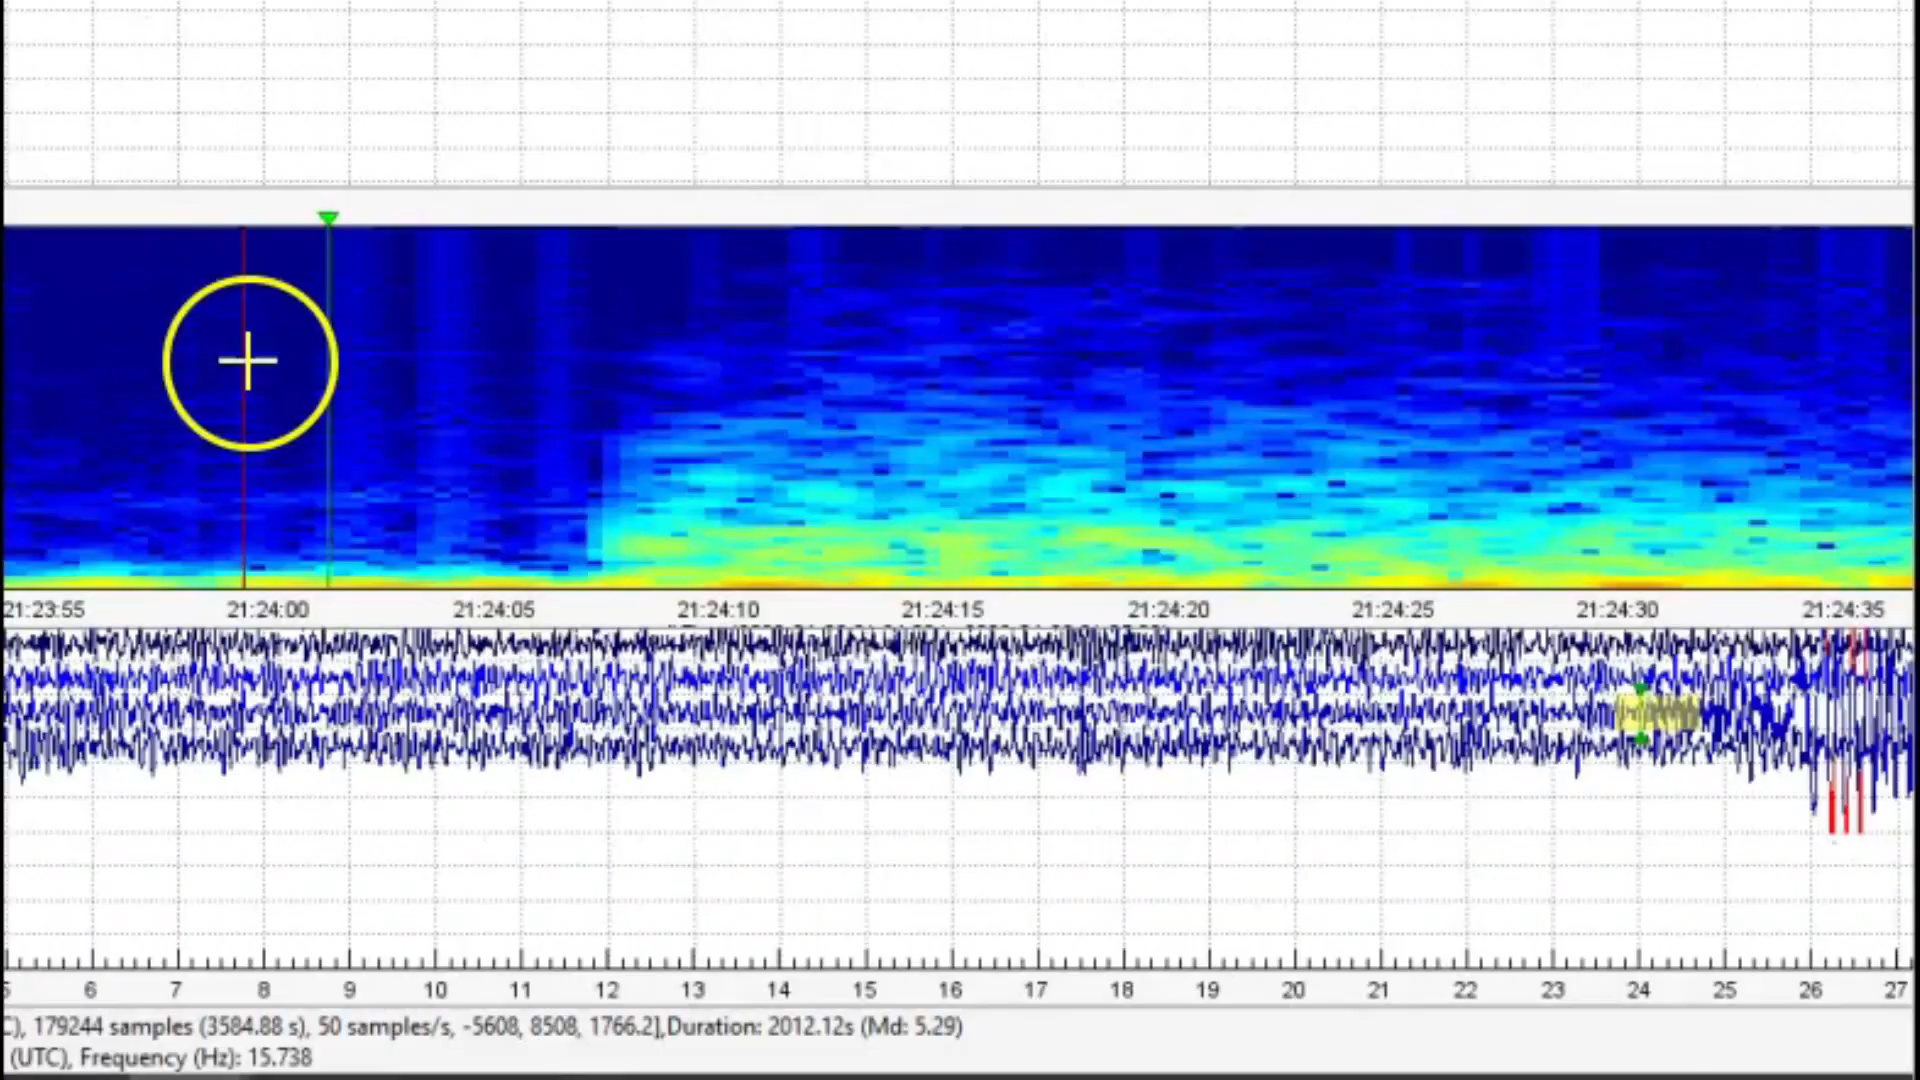 21:23:55 21:24:00 21:24:05 21:24:10 21:24:15 21:24:20 21:24:25 21:24:30 21:24:35
5 6 7 8 9 10 11 12 13 14 15 16 17 18 19 20 21 22 23 24 25 26 27
C), 179244 samples (3584.88 s), 50 samples/s, -5608, 8508, 1766.2],Duration: 2012.12s (Md: 5.29)
(UTC), Frequency (Hz): 15.738